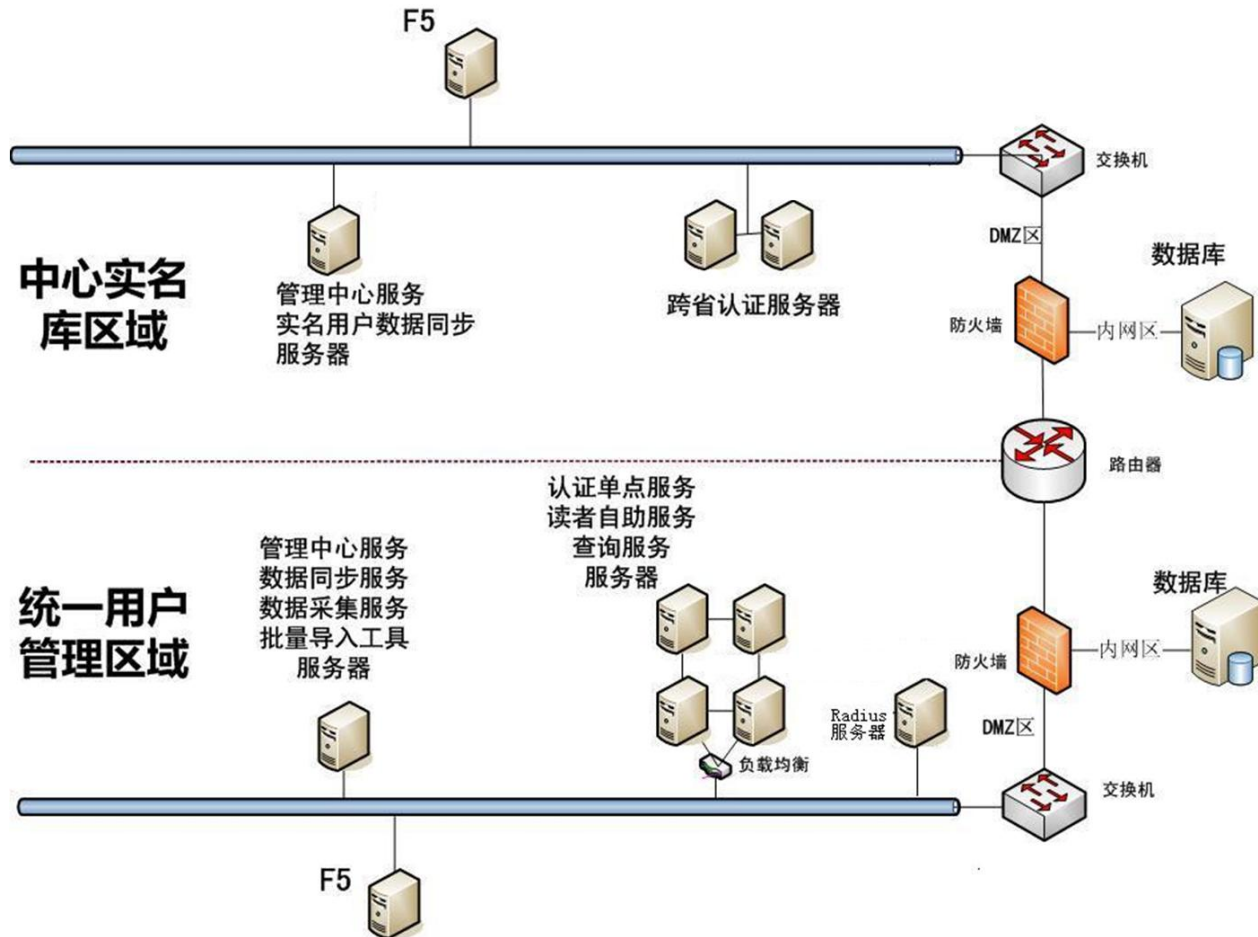 F5
交换机
DMZ区
数据库
中心实名
库区域
管理中心服务
实名用户数据同步
服务器
跨省认证服务器
防火墙
内网区
路由器
认证单点服务
读者自助服务
查询服务
服务器
管理中心服务
数据同步服务
数据采集服务
批量导入工具
服务器
统一用户
管理区域
数据库
防火墙
内网区
Radius
服务器
DMZ区
负载均衡
交换机
F5